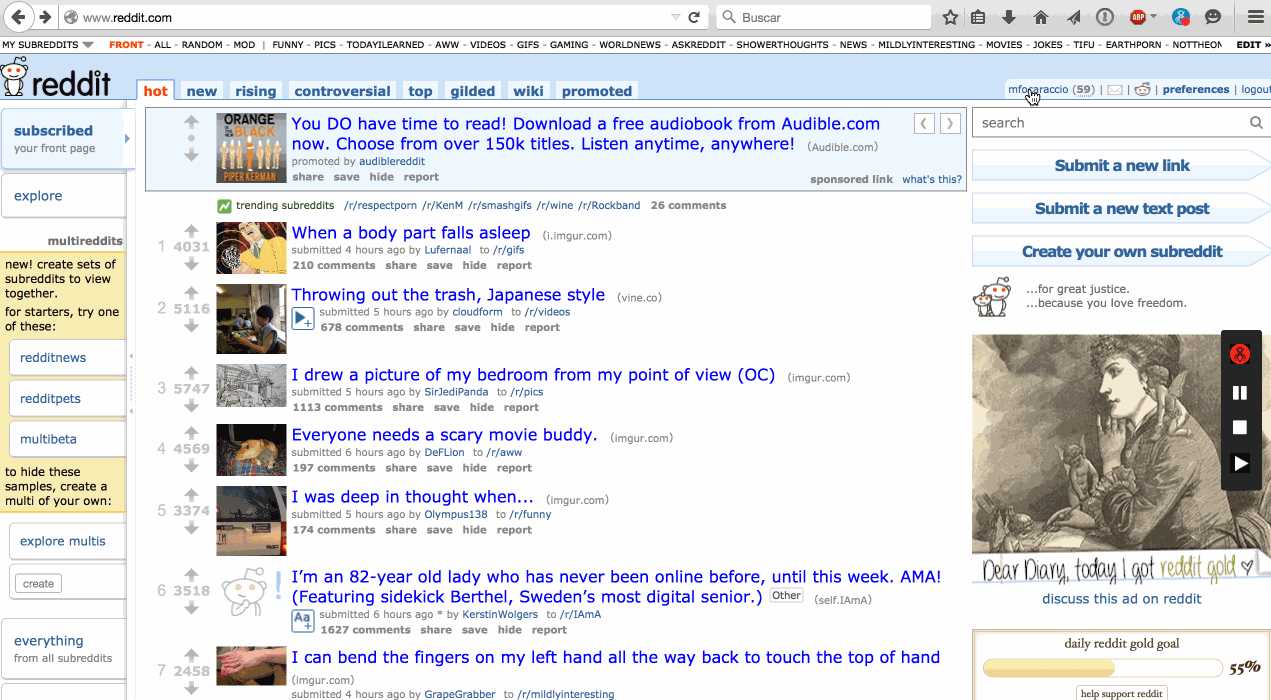 www.reddit.com
Buscar
ABP
MY SUBREDDITS FRONT - ALL - RANDOM - MOD | FUNNY - PICS - TODAYILEARNED - AWW - VIDEOS - GIFS - GAMING - WORLDNEWS - ASKREDDIT - SHOWERTHOUGHTS - NEWS - MILDLYINTERESTING - MOVIES - JOKES - TIFU - EARTHPORN - NOTTHEON EDIT »
reddit hot new rising controversial top gilded wiki promoted
(59) | | | preferences | logout
subscribed
your front page
explore
multireddits
new! create sets of
subreddits to view
together.
for starters, try one
of these:
redditnews
redditpets
multibeta
to hide these
samples, create a
multi of your own:
explore multis
create
everything
from all subreddits
ORANGE
IS THE
BLACK
PIPER KERMAN
You DO have time to read! Download a free audiobook from Audible.com
now. Choose from over 150k titles. Listen anytime, anywhere! (Audible.com)
promoted by audiblereddit
share save hide report
sponsored link what's this?
trending subreddits /r/respectporn /r/KenM /r/smashgifs /r/wine /r/Rockband 26 comments
1 4031
When a body part falls asleep (i.imgur.com)
submitted 4 hours ago by Lufernaal to /r/gifs
210 comments share save hide report
2 5116
Throwing out the trash, Japanese style (vine.co)
submitted 5 hours ago by cloudform to /r/videos
678 comments share save hide report
3 5747
I drew a picture of my bedroom from my point of view (OC) (imgur.com)
submitted 5 hours ago by SirJediPanda to /r/pics
1113 comments share save hide report
4 4569
Everyone needs a scary movie buddy. (imgur.com)
submitted 6 hours ago by DeFLion to /r/aww
197 comments share save hide report
5 3374
I was deep in thought when... (imgur.com)
submitted 5 hours ago by Olympus138 to /r/funny
174 comments share save hide report
6 3518
I'm an 82-year old lady who has never been online before, until this week. AMA!
(Featuring sidekick Berthel, Sweden's most digital senior.) Other (self.IAmA)
Aa
submitted 6 hours ago * by KerstinWolgers to /r/IAmA
1627 comments share save hide report
7 2458
I can bend the fingers on my left hand all the way back to touch the top of hand
(imgur.com)
submitted 4 hours ago by GrapeGrabber to /r/mildlyinteresting
search
Submit a new link
Submit a new text post
Create your own subreddit
...for great justice.
...because you love freedom.
Dear Diary, today I got reddit gold
discuss this ad on reddit
daily reddit gold goal
55%
help support reddit